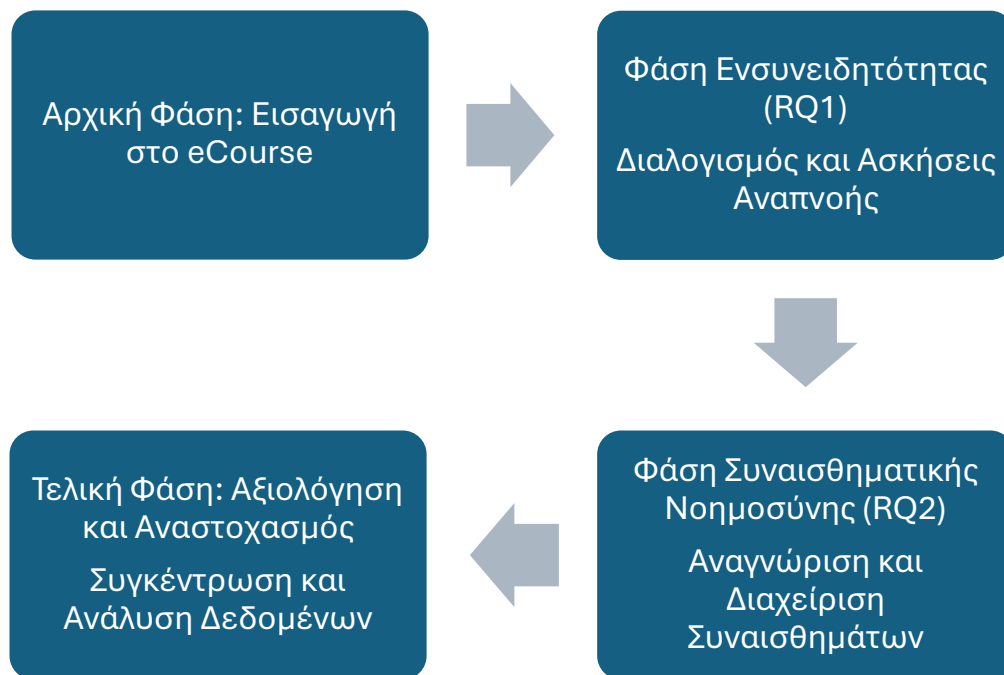 Αρχική Φάση: Εισαγωγή
στο eCourse
Φάση Ενσυνειδητότητας
(RQ1)
Διαλογισμός και Ασκήσεις
Αναπνοής
Φάση Συναισθηματικής
Νοημοσύνης (RQ2)
Αναγνώριση και
Διαχείριση
Συναισθημάτων
Τελική Φάση: Αξιολόγηση
και Αναστοχασμός
Συγκέντρωση και
Ανάλυση Δεδομένων